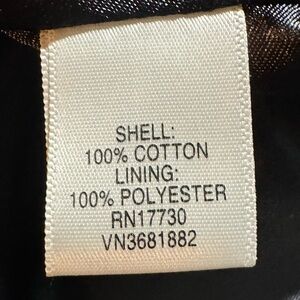 SHELL:
100% COTTON
LINING:
100% POLYESTER
RN17730
VN3681882